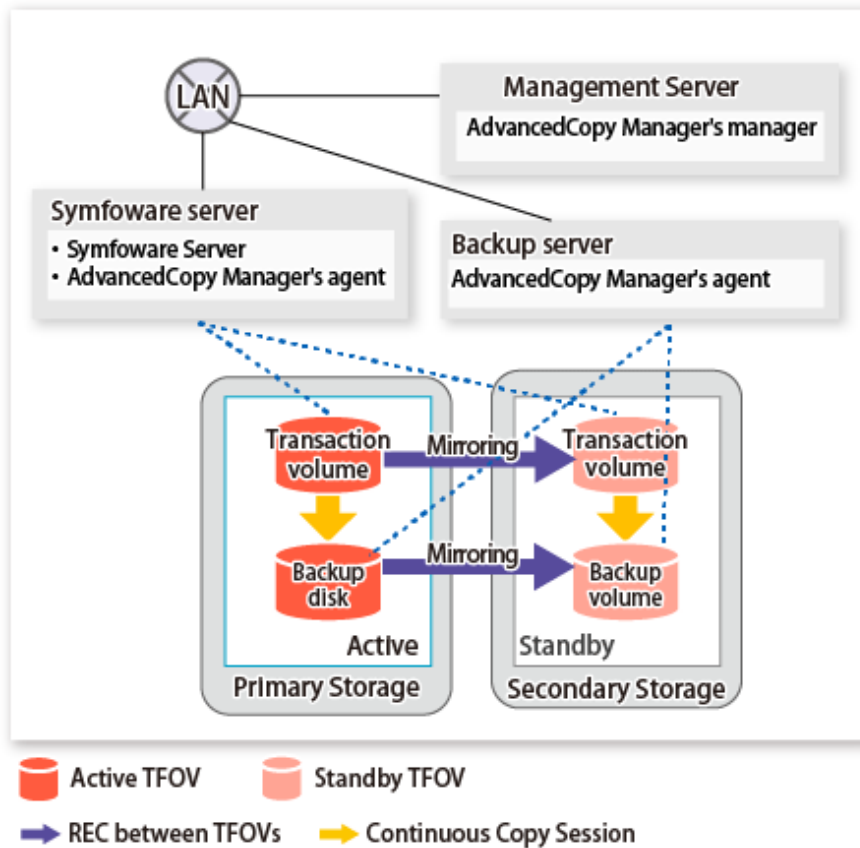 LAN
Management Server
AdvancedCopy Manager's manager
Symfoware server
• Symfoware Server
• AdvancedCopy Manager's agent
Backup server
AdvancedCopy Manager's agent
Transaction
volume
Mirroring
Transaction
volume
Backup
disk
Mirroring
Backup
volume
Active
Standby
Primary Storage
Secondary Storage
Active TFOV
Standby TFOV
REC between TFOVs
Continuous Copy Session